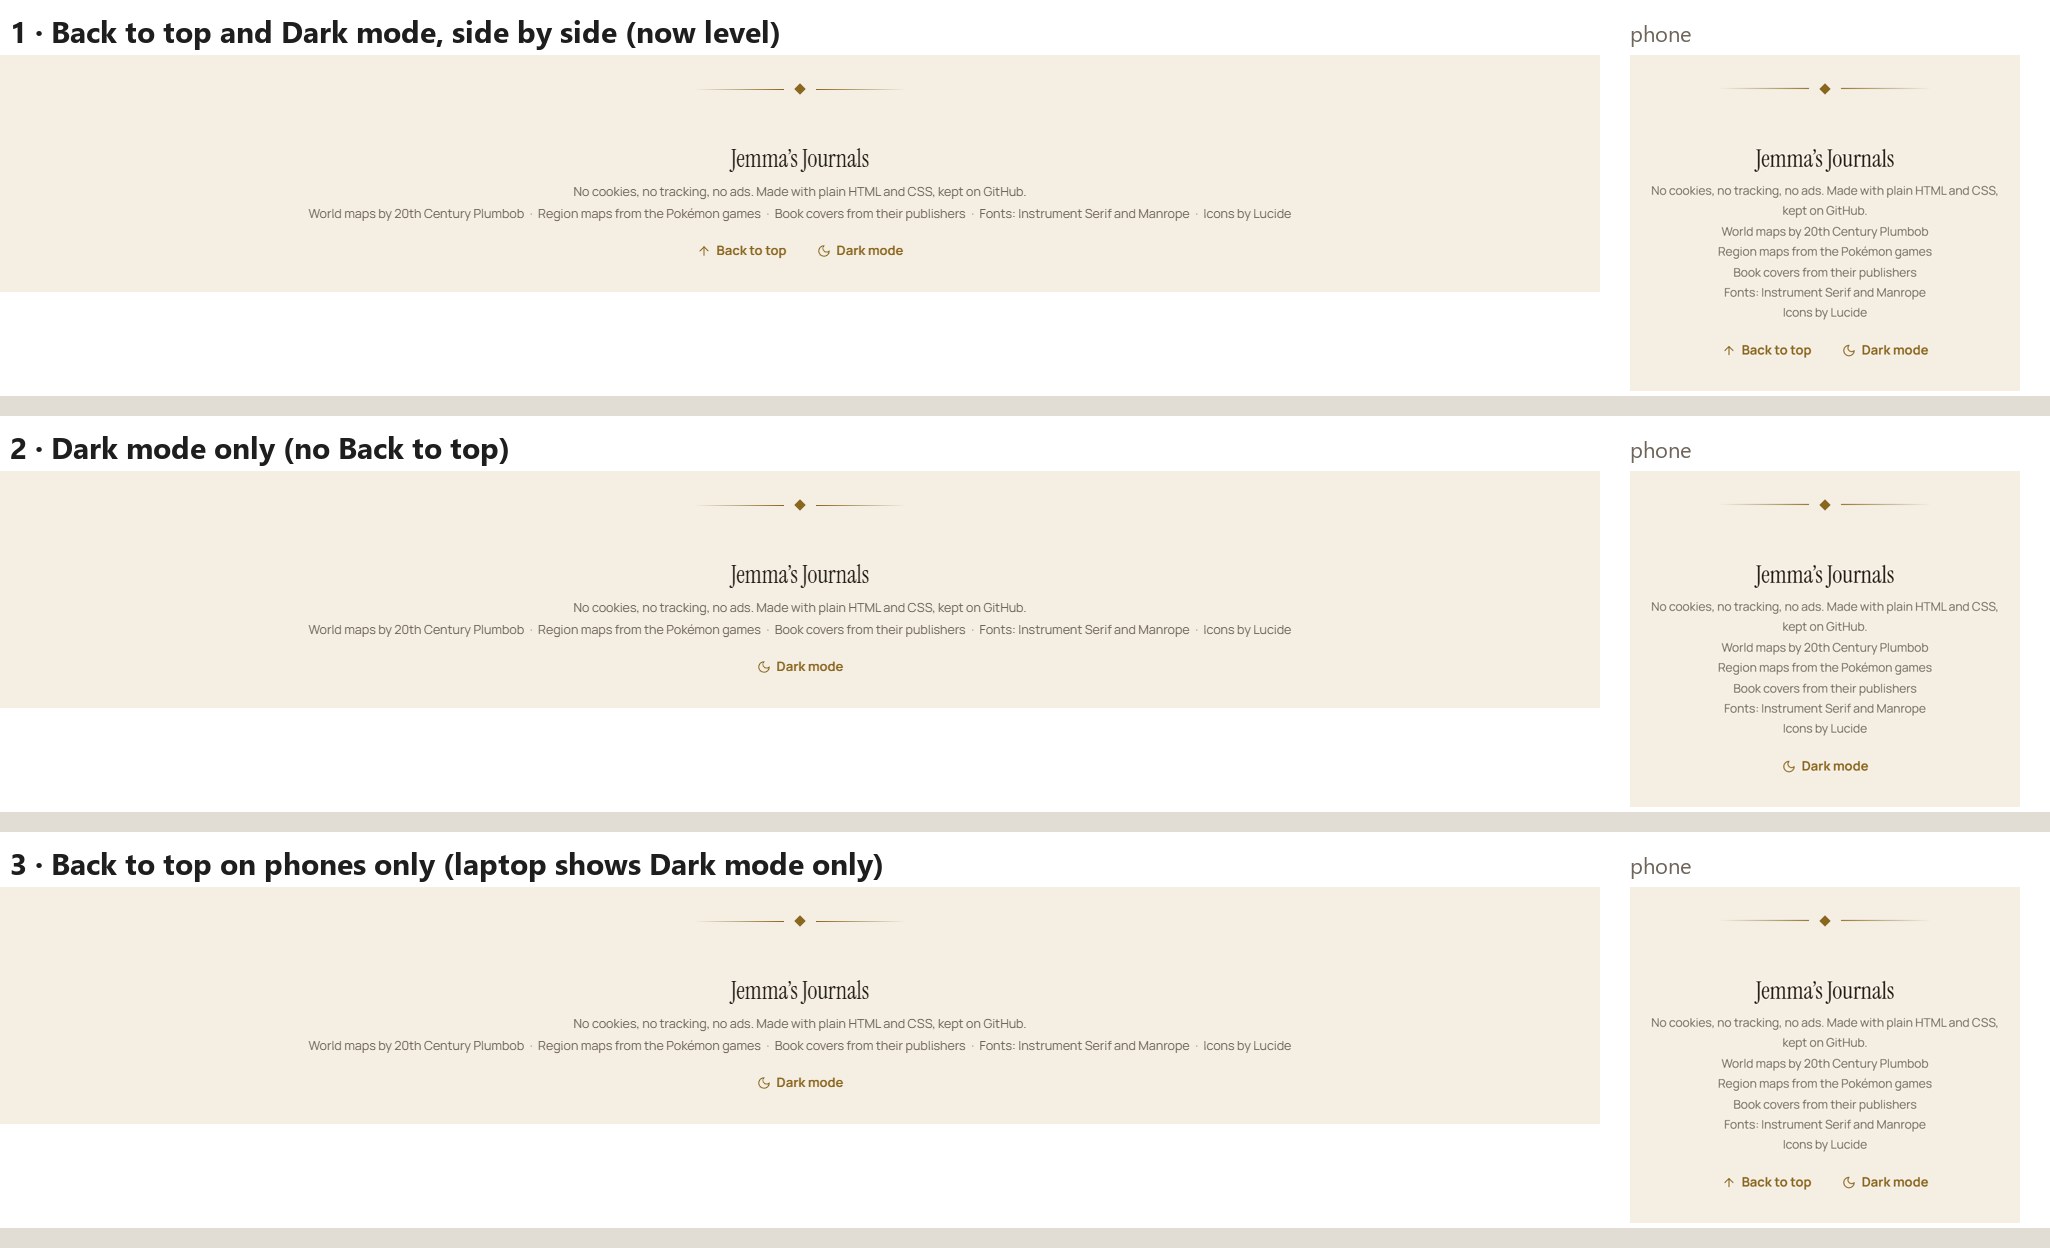 1 · Back to top and Dark mode, side by side (now level)
Jemma’s Journals
No cookies, no tracking, no ads. Made with plain HTML and CSS, kept on GitHub.
World maps by 20th Century Plumbob · Region maps from the Pokémon games · Book covers from their publishers · Fonts: Instrument Serif and Manrope · Icons by Lucide
Back to top Dark mode
phone
Jemma’s Journals
No cookies, no tracking, no ads. Made with plain HTML and CSS,
kept on GitHub.
World maps by 20th Century Plumbob
Region maps from the Pokémon games
Book covers from their publishers
Fonts: Instrument Serif and Manrope
Icons by Lucide
Back to top Dark mode
2 · Dark mode only (no Back to top)
Jemma’s Journals
No cookies, no tracking, no ads. Made with plain HTML and CSS, kept on GitHub.
World maps by 20th Century Plumbob · Region maps from the Pokémon games · Book covers from their publishers · Fonts: Instrument Serif and Manrope · Icons by Lucide
Dark mode
phone
Jemma’s Journals
No cookies, no tracking, no ads. Made with plain HTML and CSS,
kept on GitHub.
World maps by 20th Century Plumbob
Region maps from the Pokémon games
Book covers from their publishers
Fonts: Instrument Serif and Manrope
Icons by Lucide
Dark mode
3 · Back to top on phones only (laptop shows Dark mode only)
Jemma’s Journals
No cookies, no tracking, no ads. Made with plain HTML and CSS, kept on GitHub.
World maps by 20th Century Plumbob · Region maps from the Pokémon games · Book covers from their publishers · Fonts: Instrument Serif and Manrope · Icons by Lucide
Dark mode
phone
Jemma’s Journals
No cookies, no tracking, no ads. Made with plain HTML and CSS,
kept on GitHub.
World maps by 20th Century Plumbob
Region maps from the Pokémon games
Book covers from their publishers
Fonts: Instrument Serif and Manrope
Icons by Lucide
Back to top Dark mode